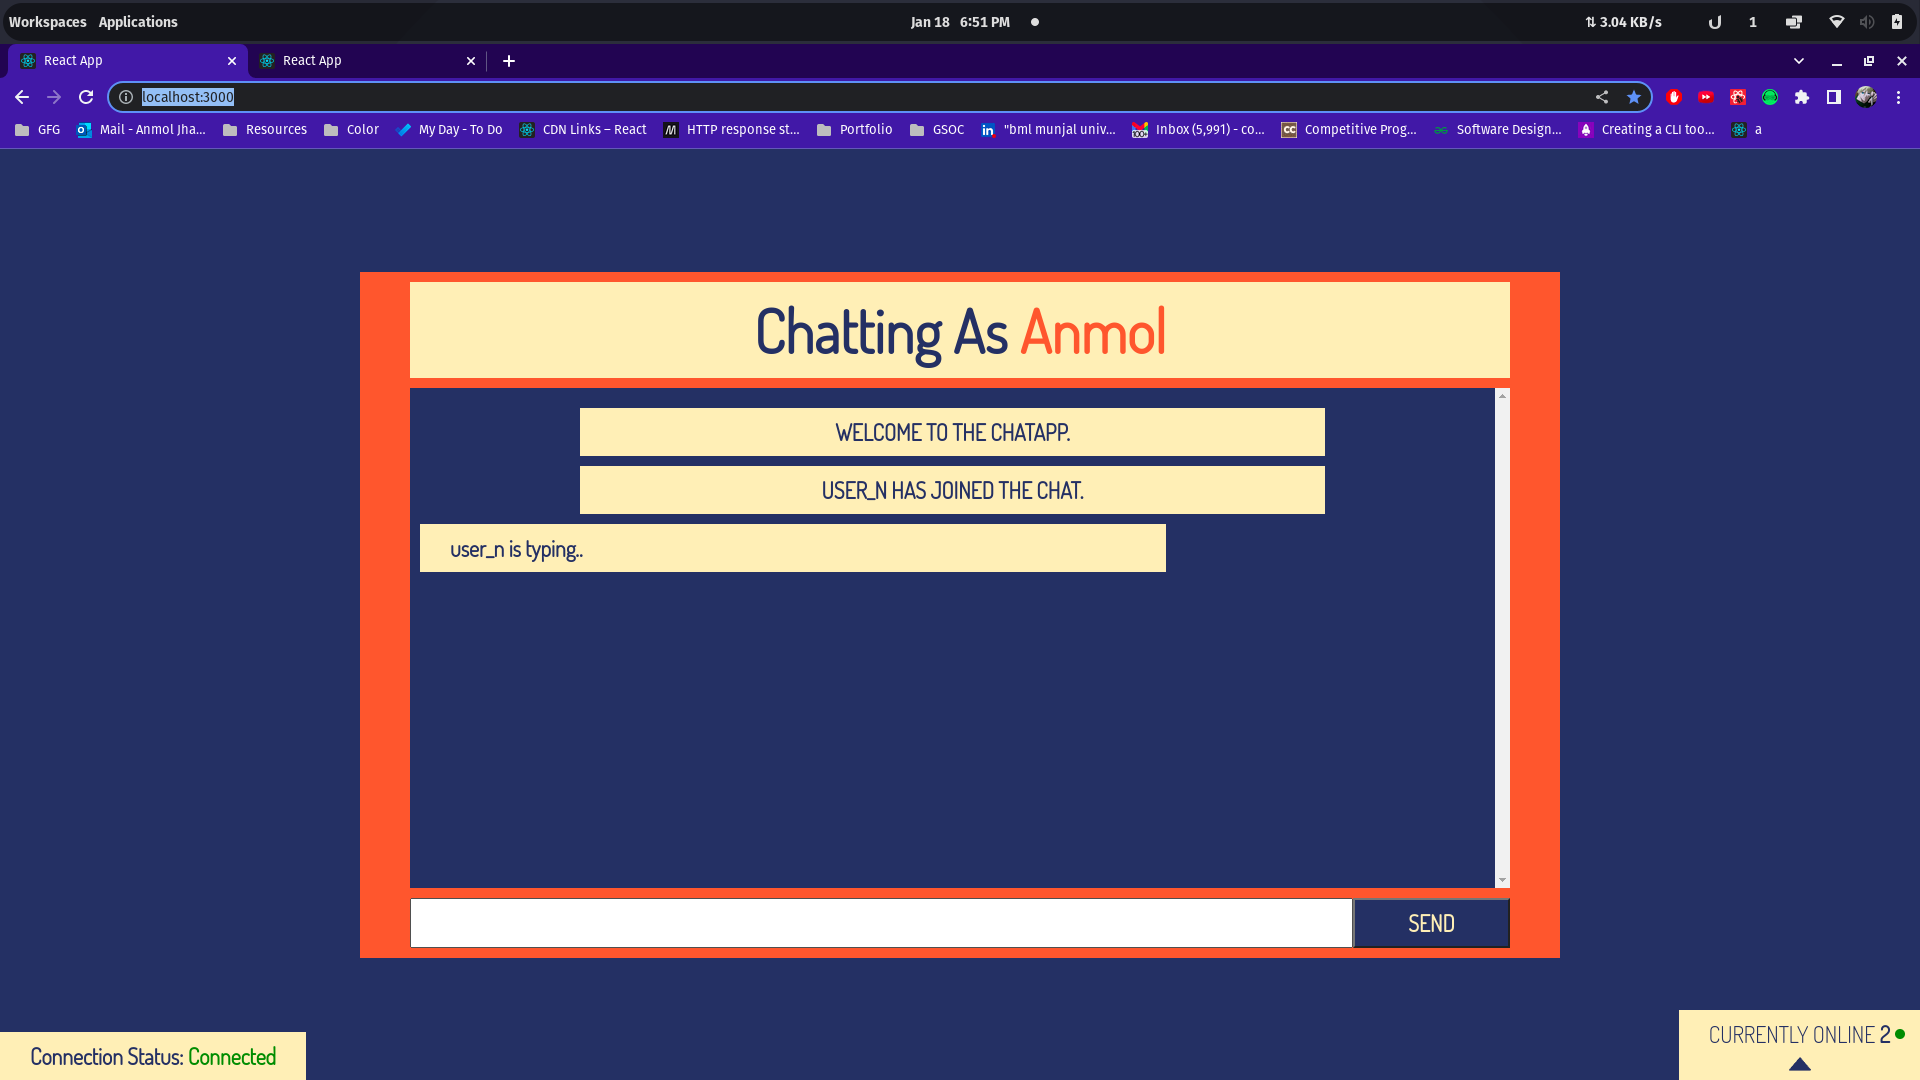 Workspaces Applications Jan 18 6:51 PM 3.04 KB/s 1
React App React App
localhost:3000
GFG Mail - Anmol Jha... Resources Color My Day - To Do CDN Links – React HTTP response st... Portfolio GSOC "bml munjal univ... Inbox (5,991) - co... Competitive Prog... Software Design... Creating a CLI too... a
Chatting As Anmol
WELCOME TO THE CHATAPP.
USER_N HAS JOINED THE CHAT.
user_n is typing..
SEND
CURRENTLY ONLINE 2
Connection Status: Connected